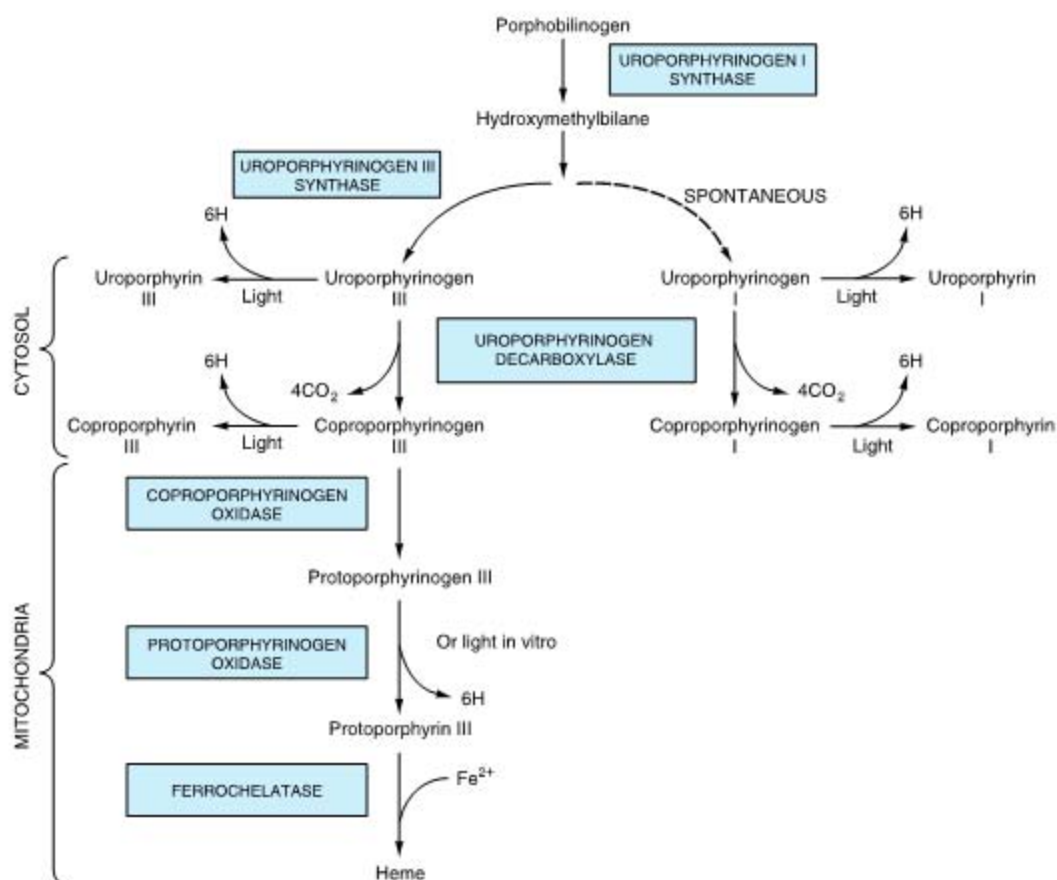 Porphobilinogen
UROPORPHYRINOGEN I
SYNTHASE
Hydroxymethylbilane
UROPORPHYRINOGEN III
SYNTHASE
SPONTANEOUS
6H
6H
Uroporphyrin
III
Light
Uroporphyrinogen
III
Uroporphyrinogen
I
Light
Uroporphyrin
I
CYTOSOL
UROPORPHYRINOGEN
DECARBOXYLASE
6H
4CO₂
4CO₂
6H
Coproporphyrin
III
Light
Coproporphyrinogen
III
Coproporphyrinogen
I
Light
Coproporphyrin
I
COPROPORPHYRINOGEN
OXIDASE
Protoporphyrinogen III
MITOCHONDRIA
PROTOPORPHYRINOGEN
OXIDASE
Or light in vitro
6H
Protoporphyrin III
FERROCHELATASE
Fe²⁺
Heme